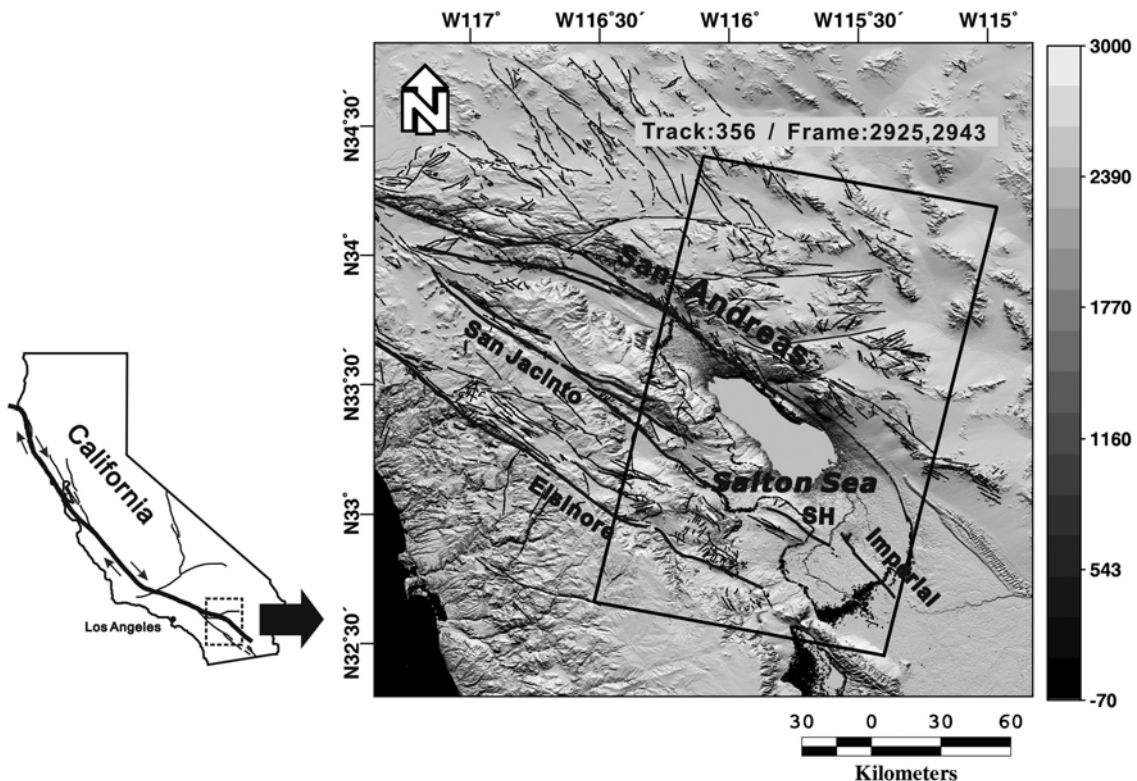 W117° W116°30´ W116° W115°30´ W115°
N34°30´
N34°
N33°30´
N33°
N32°30´
N
Track:356 / Frame:2925,2943
San Andreas
San Jacinto
Elsinore
Salton Sea
SH
Imperial
3000
2390
1770
1160
543
-70
California
Los Angeles
30 0 30 60
Kilometers